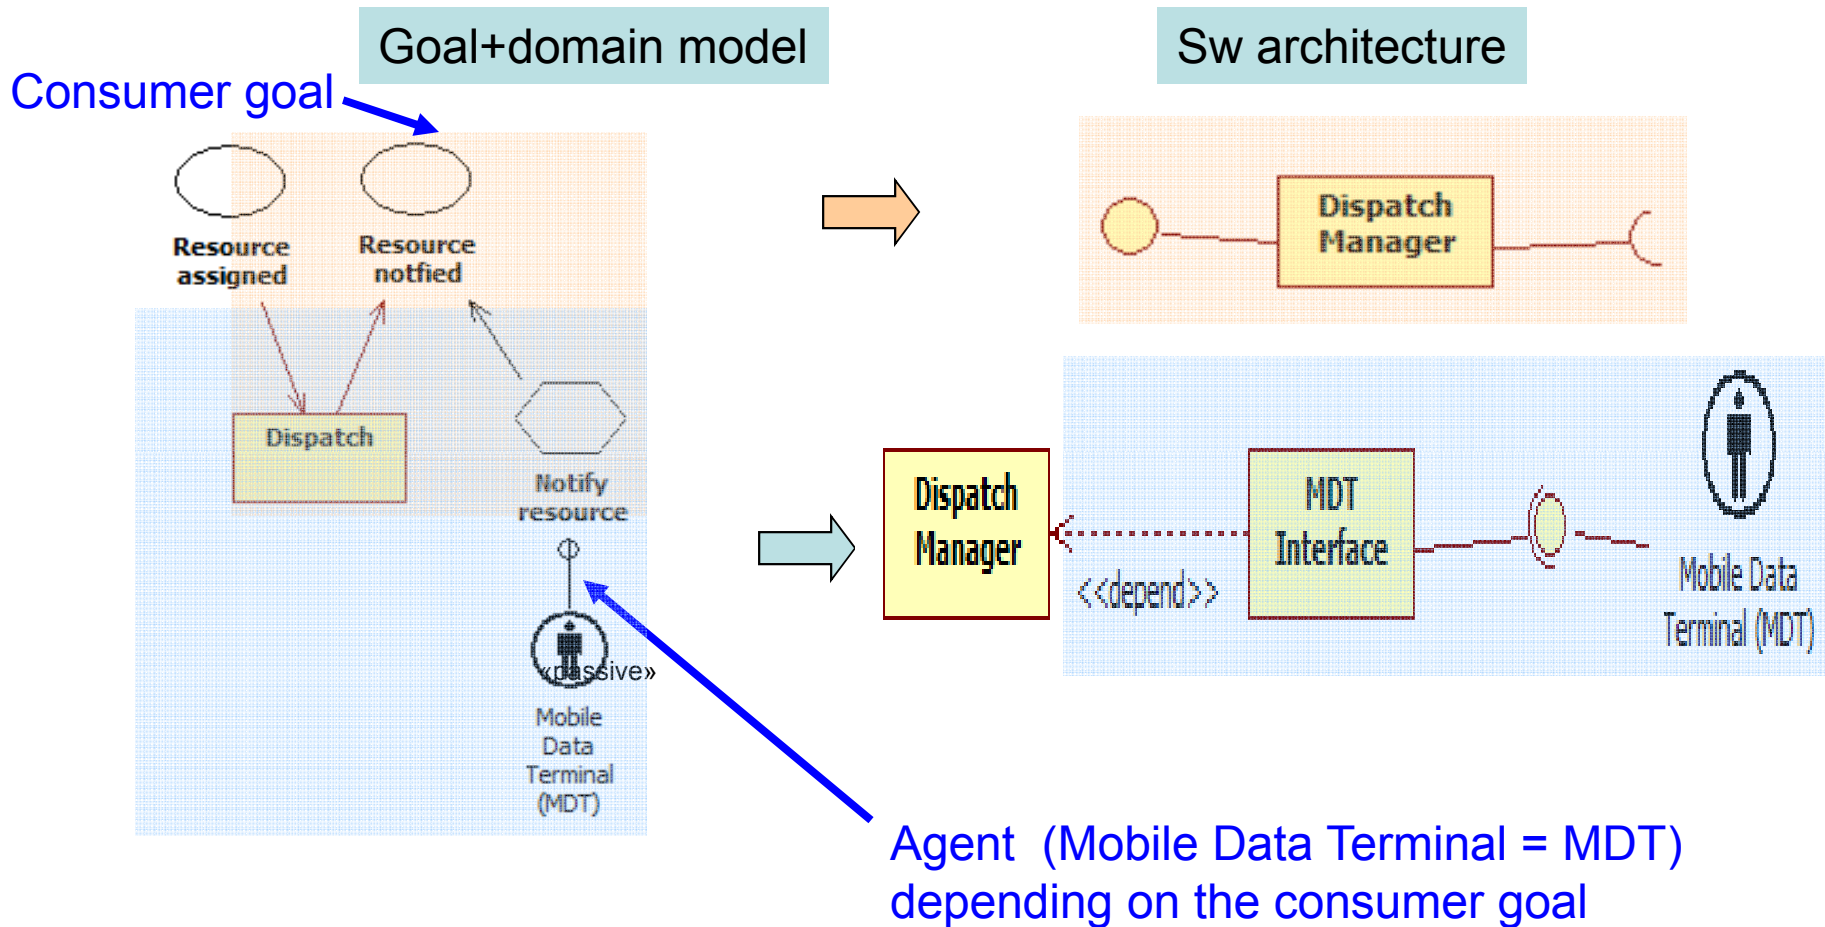 Goal+domain model
Sw architecture
Consumer goal
Resource
assigned
Resource
notfied
Dispatch
Manager
Dispatch
Notify
resource
Dispatch
Manager
<<depend>>
MDT
Interface
Mobile Data
Terminal (MDT)
«passive»
Mobile
Data
Terminal
(MDT)
Agent (Mobile Data Terminal = MDT)
depending on the consumer goal